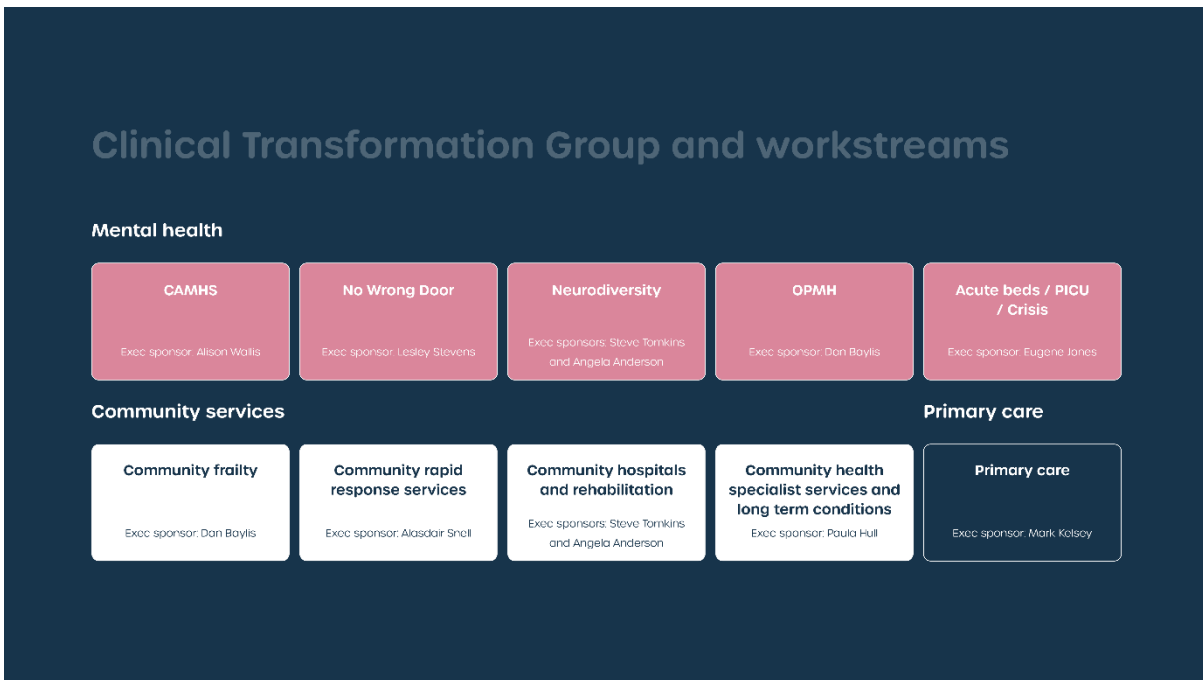 Clinical Transformation Group and workstreams
Mental health
CAMHS
Exec sponsor: Alison Wallis
No Wrong Door
Exec sponsor: Lesley Stevens
Neurodiversity
Exec sponsors: Steve Tomkins
and Angela Anderson
OPMH
Exec sponsor: Dan Baylis
Acute beds / PICU
/ Crisis
Exec sponsor: Eugene Jones
Community services
Community frailty
Exec sponsor: Dan Baylis
Community rapid
response services
Exec sponsor: Alasdair Snell
Community hospitals
and rehabilitation
Exec sponsors: Steve Tomkins
and Angela Anderson
Community health
specialist services and
long term conditions
Exec sponsor: Paula Hull
Primary care
Primary care
Exec sponsor: Mark Kelsey